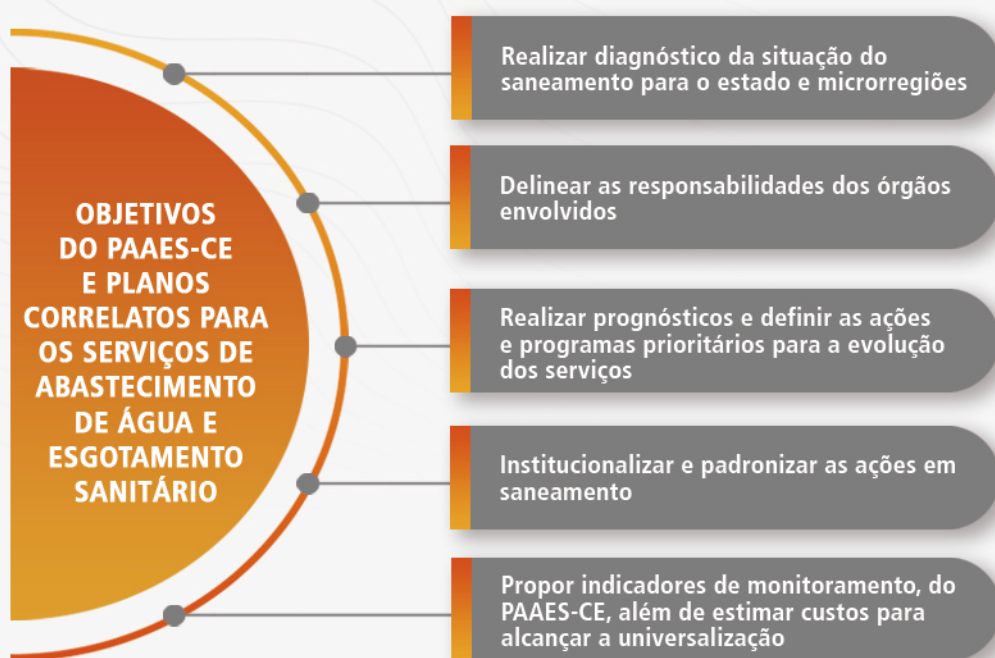 OBJETIVOS
DO PAAES-CE
E PLANOS
CORRELATOS PARA
OS SERVIÇOS DE
ABASTECIMENTO
DE ÁGUA E
ESGOTAMENTO
SANITÁRIO
Realizar diagnóstico da situação do
saneamento para o estado e microrregiões
Delinear as responsabilidades dos órgãos
envolvidos
Realizar prognósticos e definir as ações
e programas prioritários para a evolução
dos serviços
Institucionalizar e padronizar as ações em
saneamento
Propor indicadores de monitoramento, do
PAAES-CE, além de estimar custos para
alcançar a universalização